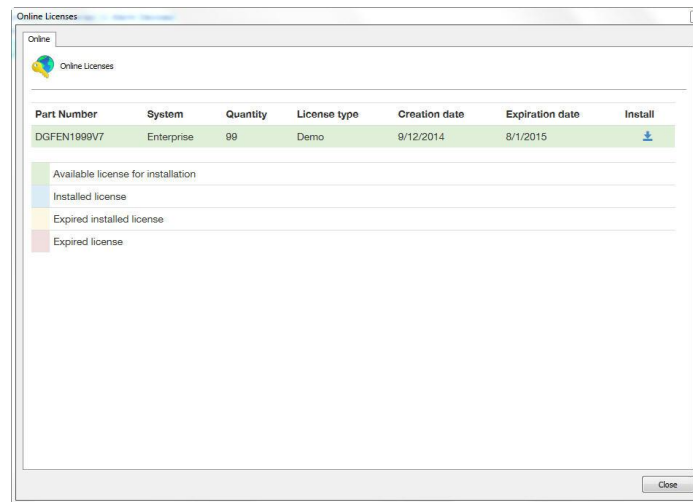 Online Licenses
Online
Online Licenses
Part Number System Quantity License type Creation date Expiration date Install
DGFEN1999V7 Enterprise 99 Demo 9/12/2014 8/1/2015
Available license for installation
Installed license
Expired installed license
Expired license
Close